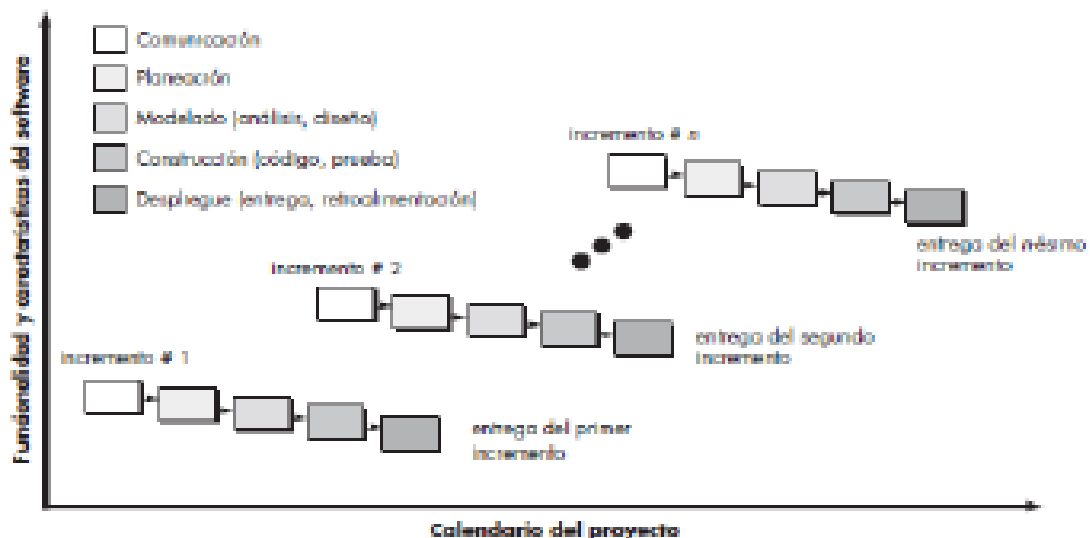 Funcionalidad y características del software
Comunicación
Planeación
Modelado (análisis, diseño)
Construcción (código, prueba)
Despliegue (entrega, retroalimentación)
incremento # n
entrega del n-ésimo
incremento
incremento # 2
entrega del segundo
incremento
incremento # 1
entrega del primer
incremento
Calendario del proyecto